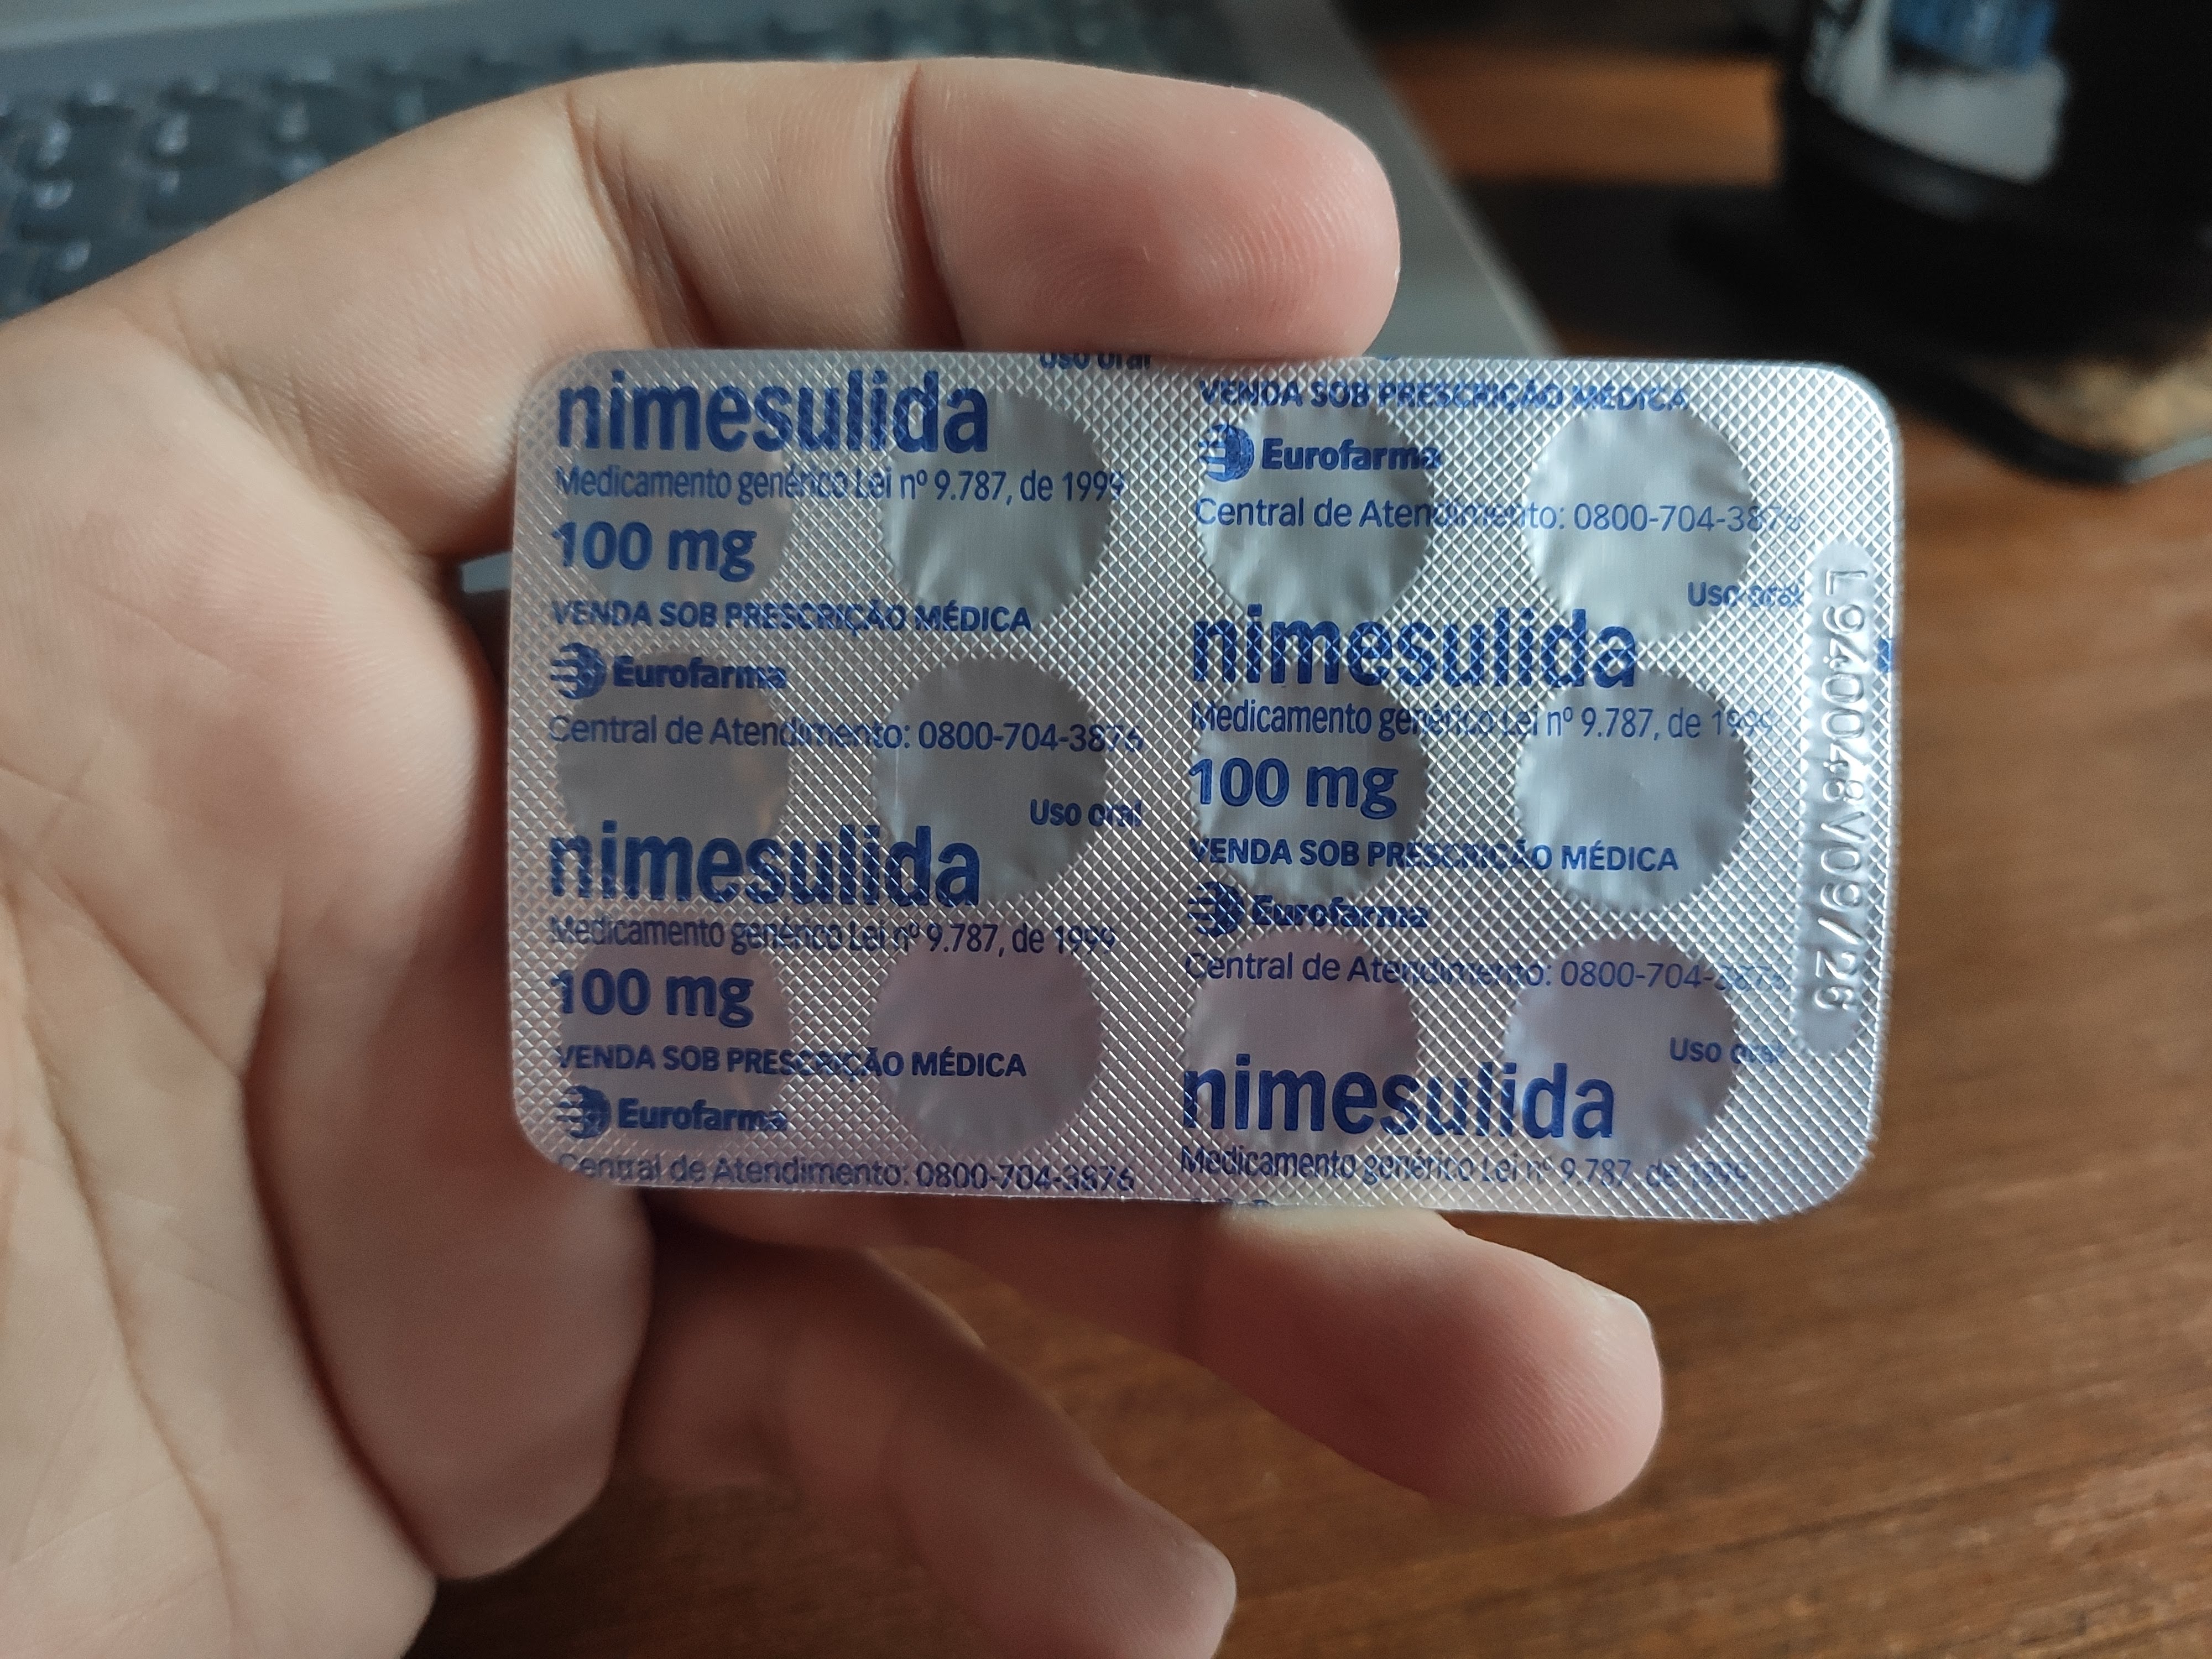 Uso oral
nimesulida
Medicamento genérico Lei nº 9.787, de 1999
100 mg
VENDA SOB PRESCRIÇÃO MÉDICA
Eurofarma
Central de Atendimento: 0800-704-3876
Uso oral
nimesulida
Medicamento genérico Lei nº 9.787, de 1999
100 mg
VENDA SOB PRESCRIÇÃO MÉDICA
Eurofarma
Central de Atendimento: 0800-704-3876
VENDA SOB PRESCRIÇÃO MÉDICA
Eurofarma
Central de Atendimento: 0800-704-3876
Uso oral
nimesulida
Medicamento genérico Lei nº 9.787, de 1999
100 mg
VENDA SOB PRESCRIÇÃO MÉDICA
Eurofarma
Central de Atendimento: 0800-704-3876
Uso oral
nimesulida
Medicamento genérico Lei nº 9.787, de 1999
V09/26